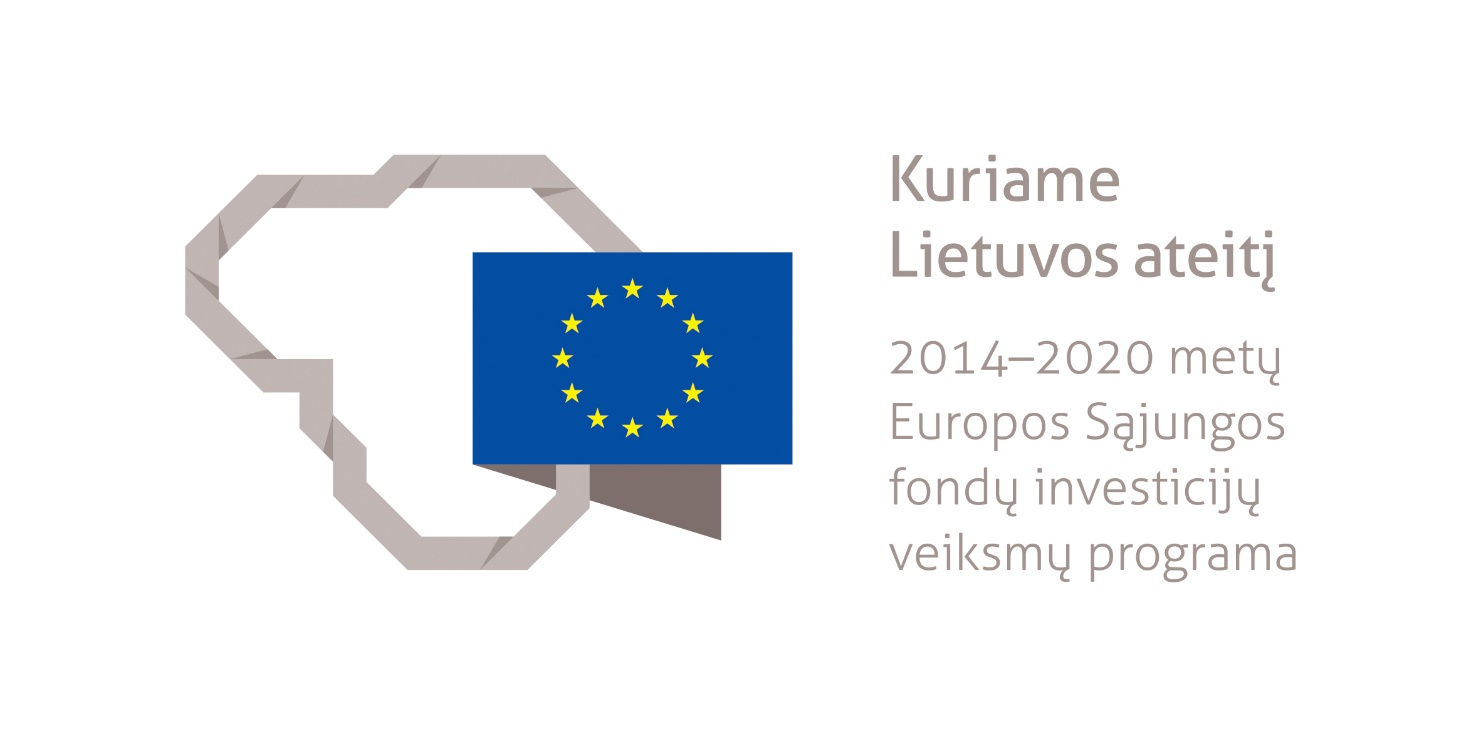 Kuriame
Lietuvos ateitį
2014–2020 metų
Europos Sąjungos
fondų investicijų
veiksmų programa